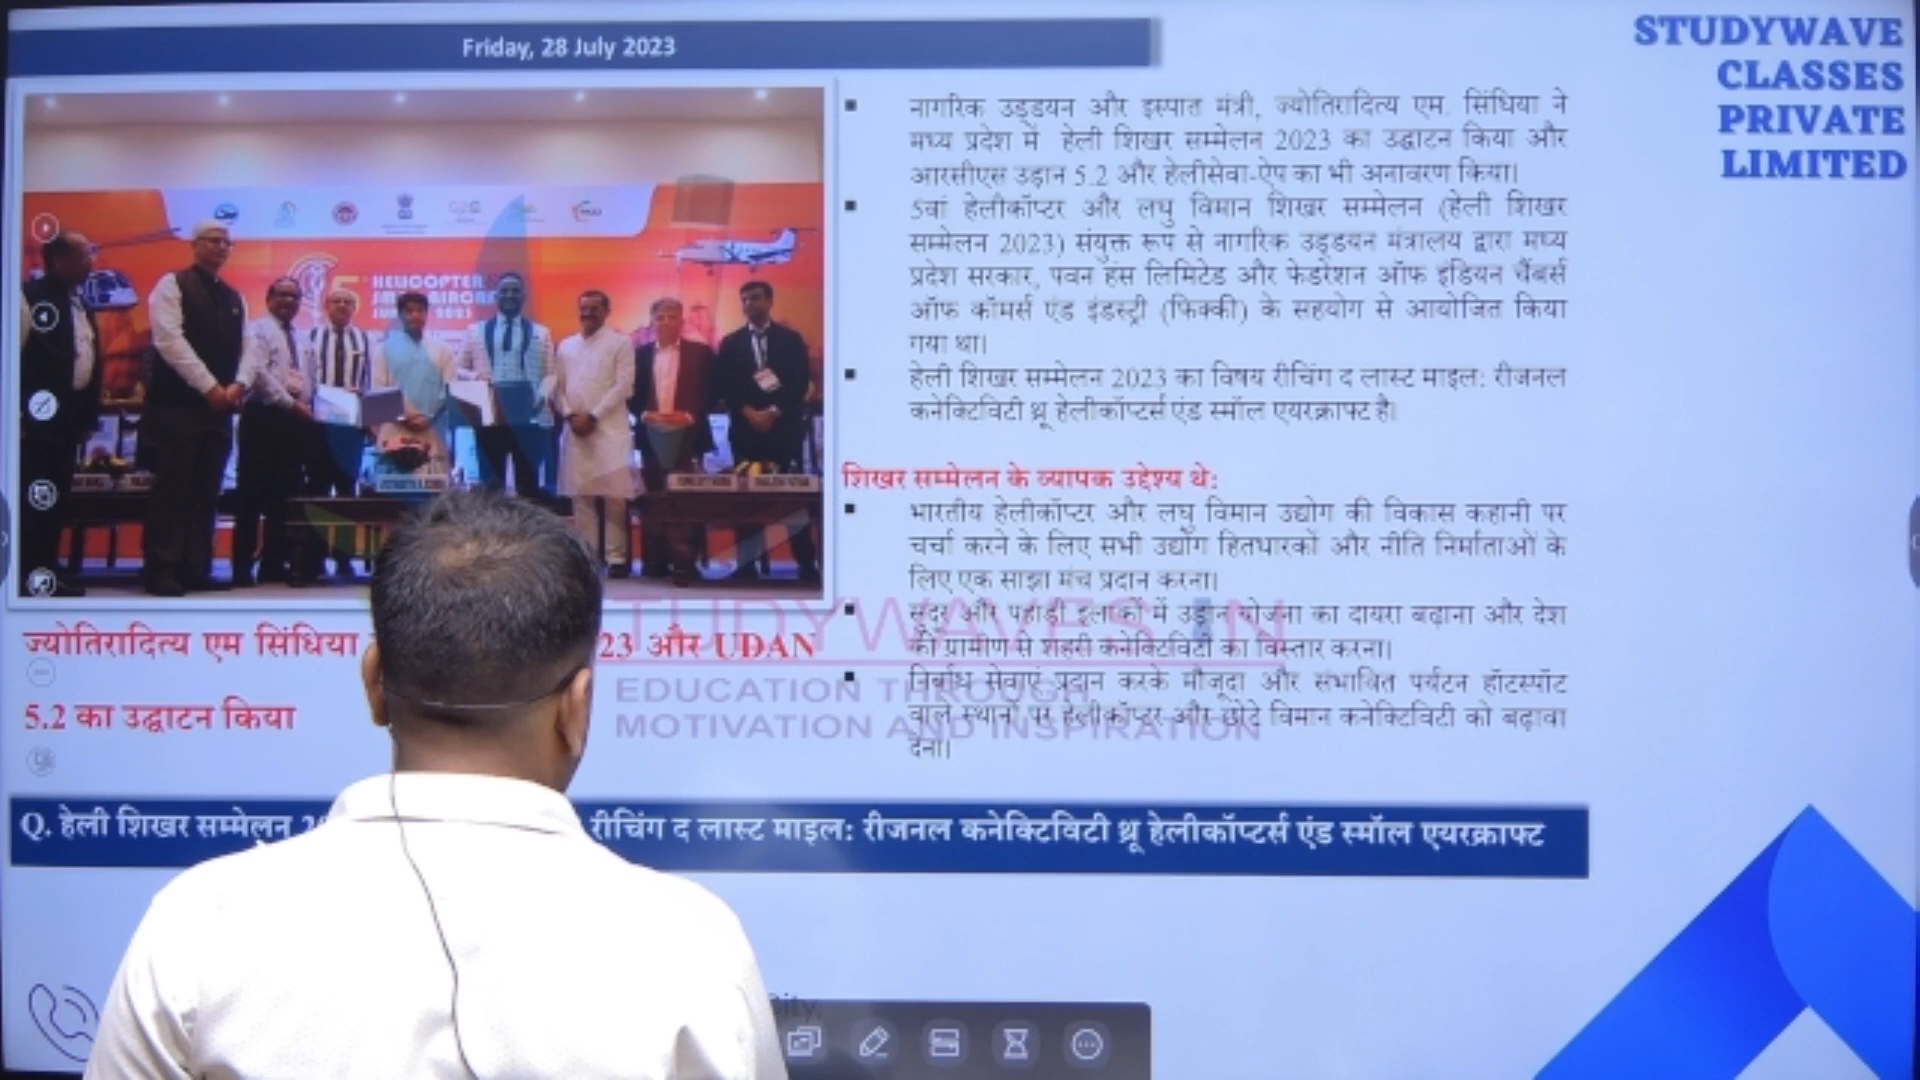 Friday, 28 July 2023
STUDYWAVE
CLASSES
PRIVATE
LIMITED
HELICOPTER
5
2023
ज्योतिरादित्य एम सिंधिया
23 और UDAN
5.2 का उद्घाटन किया
नागरिक उड्डयन और इस्पात मंत्री, ज्योतिरादित्य एम. सिंधिया ने
मध्य प्रदेश में हेली शिखर सम्मेलन 2023 का उद्घाटन किया और
आरसीएस उड़ान 5.2 और हेलीसेवा-ऐप का भी अनावरण किया।
5वां हेलीकॉप्टर और लघु विमान शिखर सम्मेलन (हेली शिखर
सम्मेलन 2023) संयुक्त रूप से नागरिक उड्डयन मंत्रालय द्वारा मध्य
प्रदेश सरकार, पवन हंस लिमिटेड और फेडरेशन ऑफ इंडियन चैंबर्स
ऑफ कॉमर्स एंड इंडस्ट्री (फिक्की) के सहयोग से आयोजित किया
गया था।
हेली शिखर सम्मेलन 2023 का विषय रीचिंग द लास्ट माइल: रीजनल
कनेक्टिविटी थ्रू हेलीकॉप्टर्स एंड स्मॉल एयरक्राफ्ट है।
शिखर सम्मेलन के व्यापक उद्देश्य थे:
भारतीय हेलीकॉप्टर और लघु विमान उद्योग की विकास कहानी पर
चर्चा करने के लिए सभी उद्योग हितधारकों और नीति निर्माताओं के
लिए एक साझा मंच प्रदान करना।
सुदूर और पहाड़ी इलाकों में उड़ान योजना का दायरा बढ़ाना और देश
की ग्रामीण से शहरी कनेक्टिविटी का विस्तार करना।
निर्बाध सेवाएं प्रदान करके मौजूदा और संभावित पर्यटन हॉटस्पॉट
वाले स्थानों पर हेलीकॉप्टर और छोटे विमान कनेक्टिविटी को बढ़ावा
देना।
TUDYWAVES.IN
EDUCATION THROUGH
MOTIVATION AND INSPIRATION
Q. हेली शिखर सम्मेलन
रीचिंग द लास्ट माइल: रीजनल कनेक्टिविटी थ्रू हेलीकॉप्टर्स एंड स्मॉल एयरक्राफ्ट